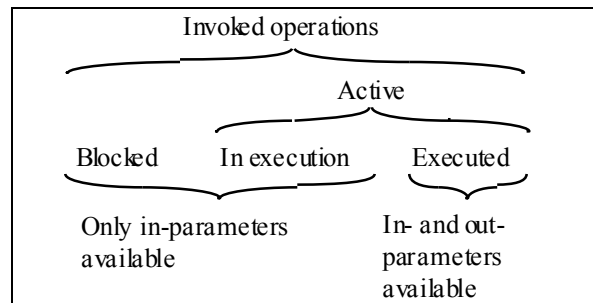 Invoked operations
Active
Blocked In execution Executed
Only in-parameters
available
In- and out-
parameters
available